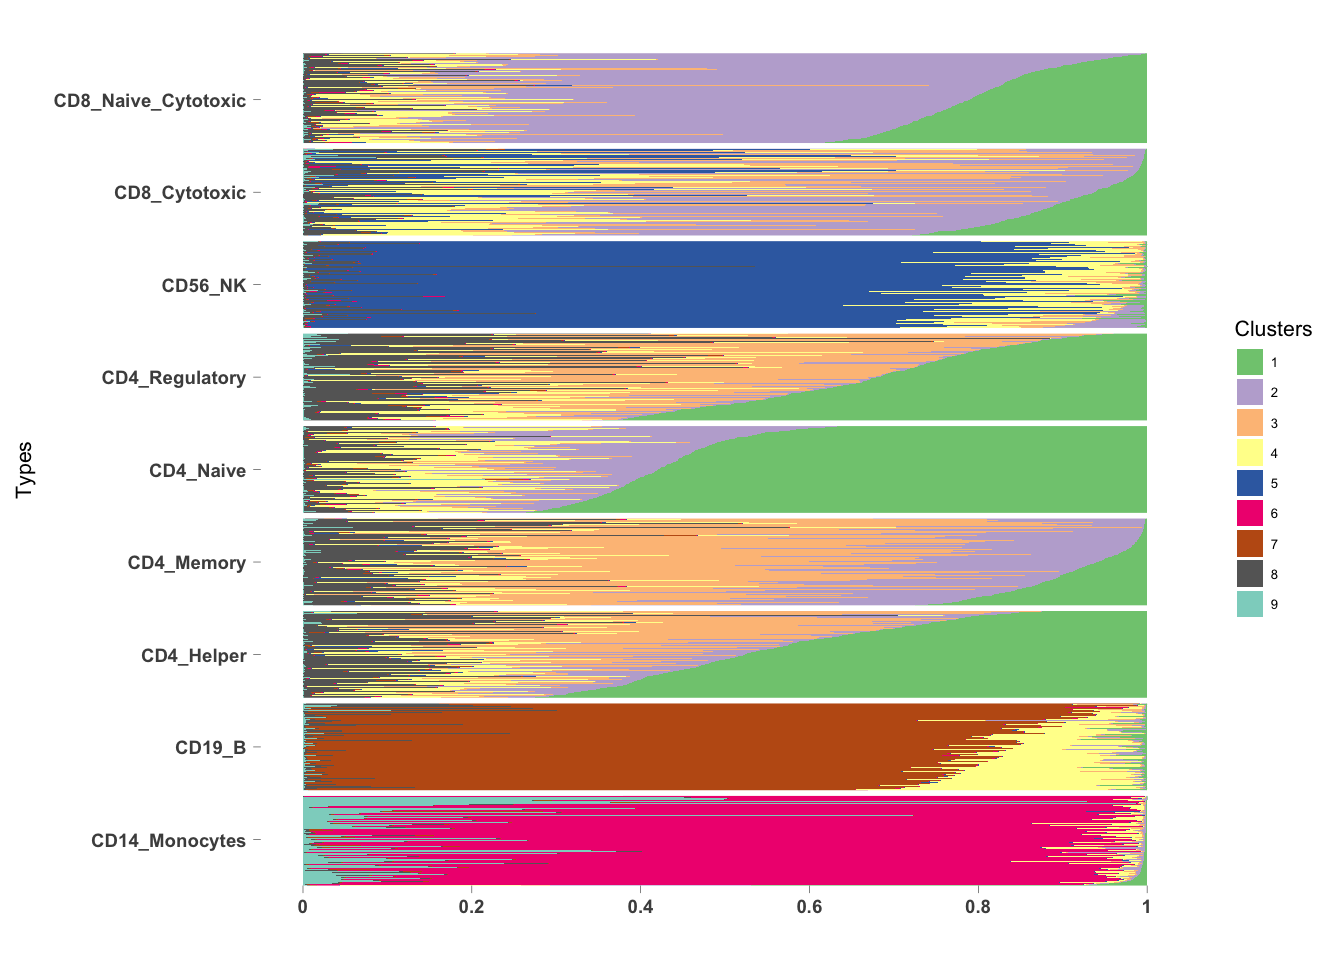 CD8_Naive_Cytotoxic
CD8_Cytotoxic
CD56_NK
CD4_Regulatory
CD4_Naive
CD4_Memory
CD4_Helper
CD19_B
CD14_Monocytes
Types
0 0.2 0.4 0.6 0.8 1
Clusters
1
2
3
4
5
6
7
8
9